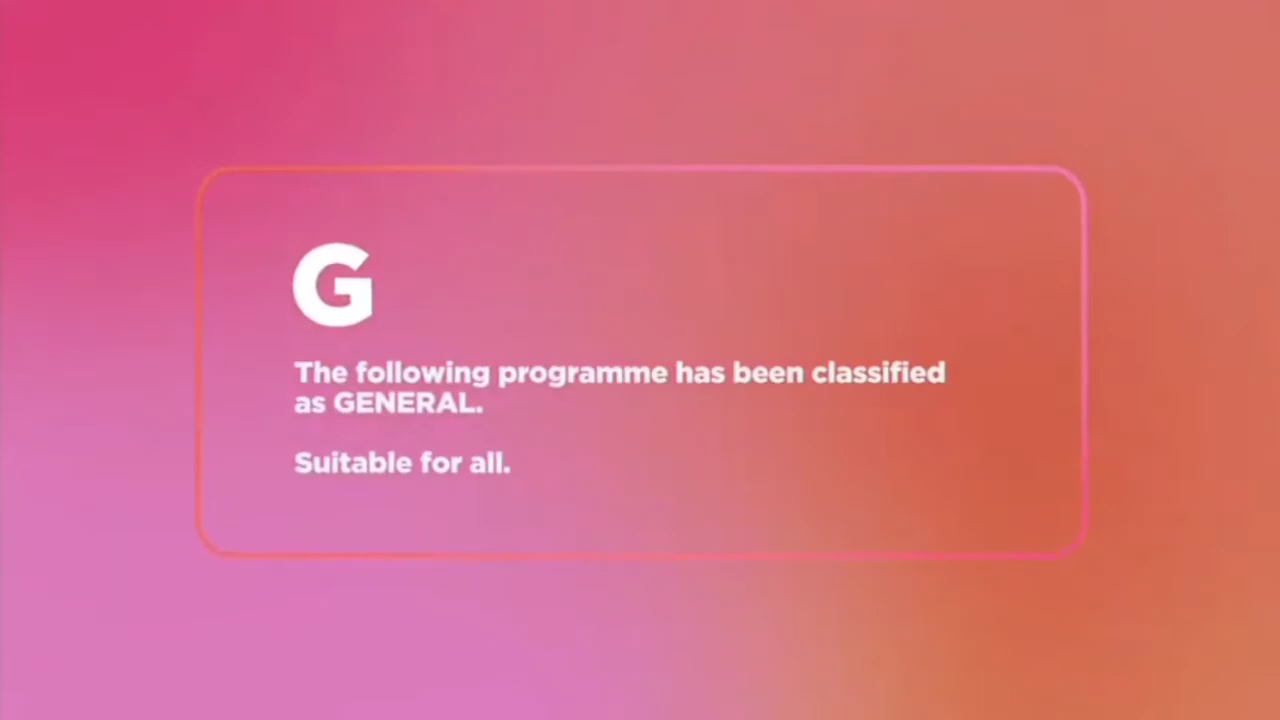 G
The following programme has been classified
as GENERAL.
Suitable for all.